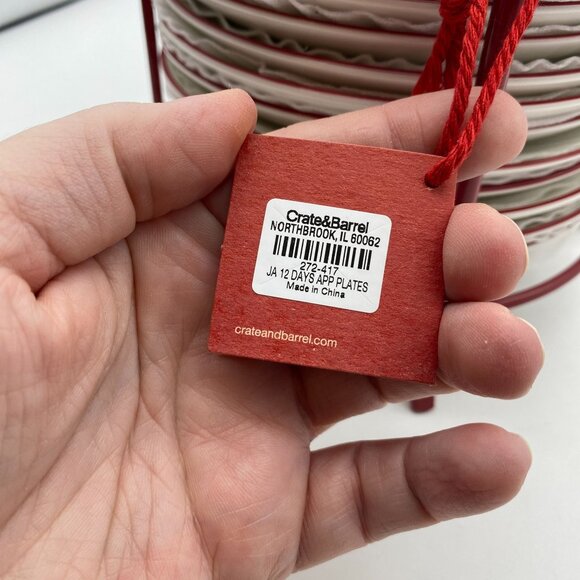 Crate&Barrel
NORTHBROOK, IL 60062
272-417
JA 12 DAYS APP PLATES
Made in China
crateandbarrel.com